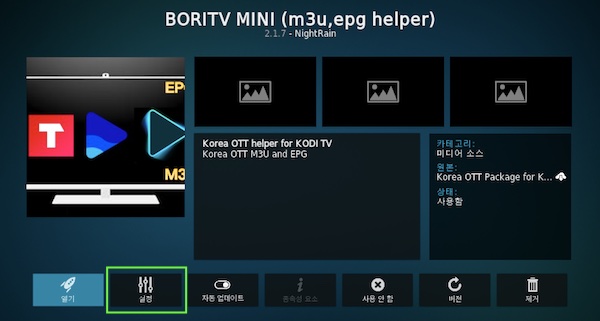 BORITV MINI (m3u,epg helper)
2.1.7 - NightRain
EP
T
M3
Korea OTT helper for KODI TV
Korea OTT M3U and EPG
카테고리:
미디어 소스
원본:
Korea OTT Package for K...
상태:
사용함
열기
설정
자동 업데이트
종속성 요소
사용 안 함
버전
제거